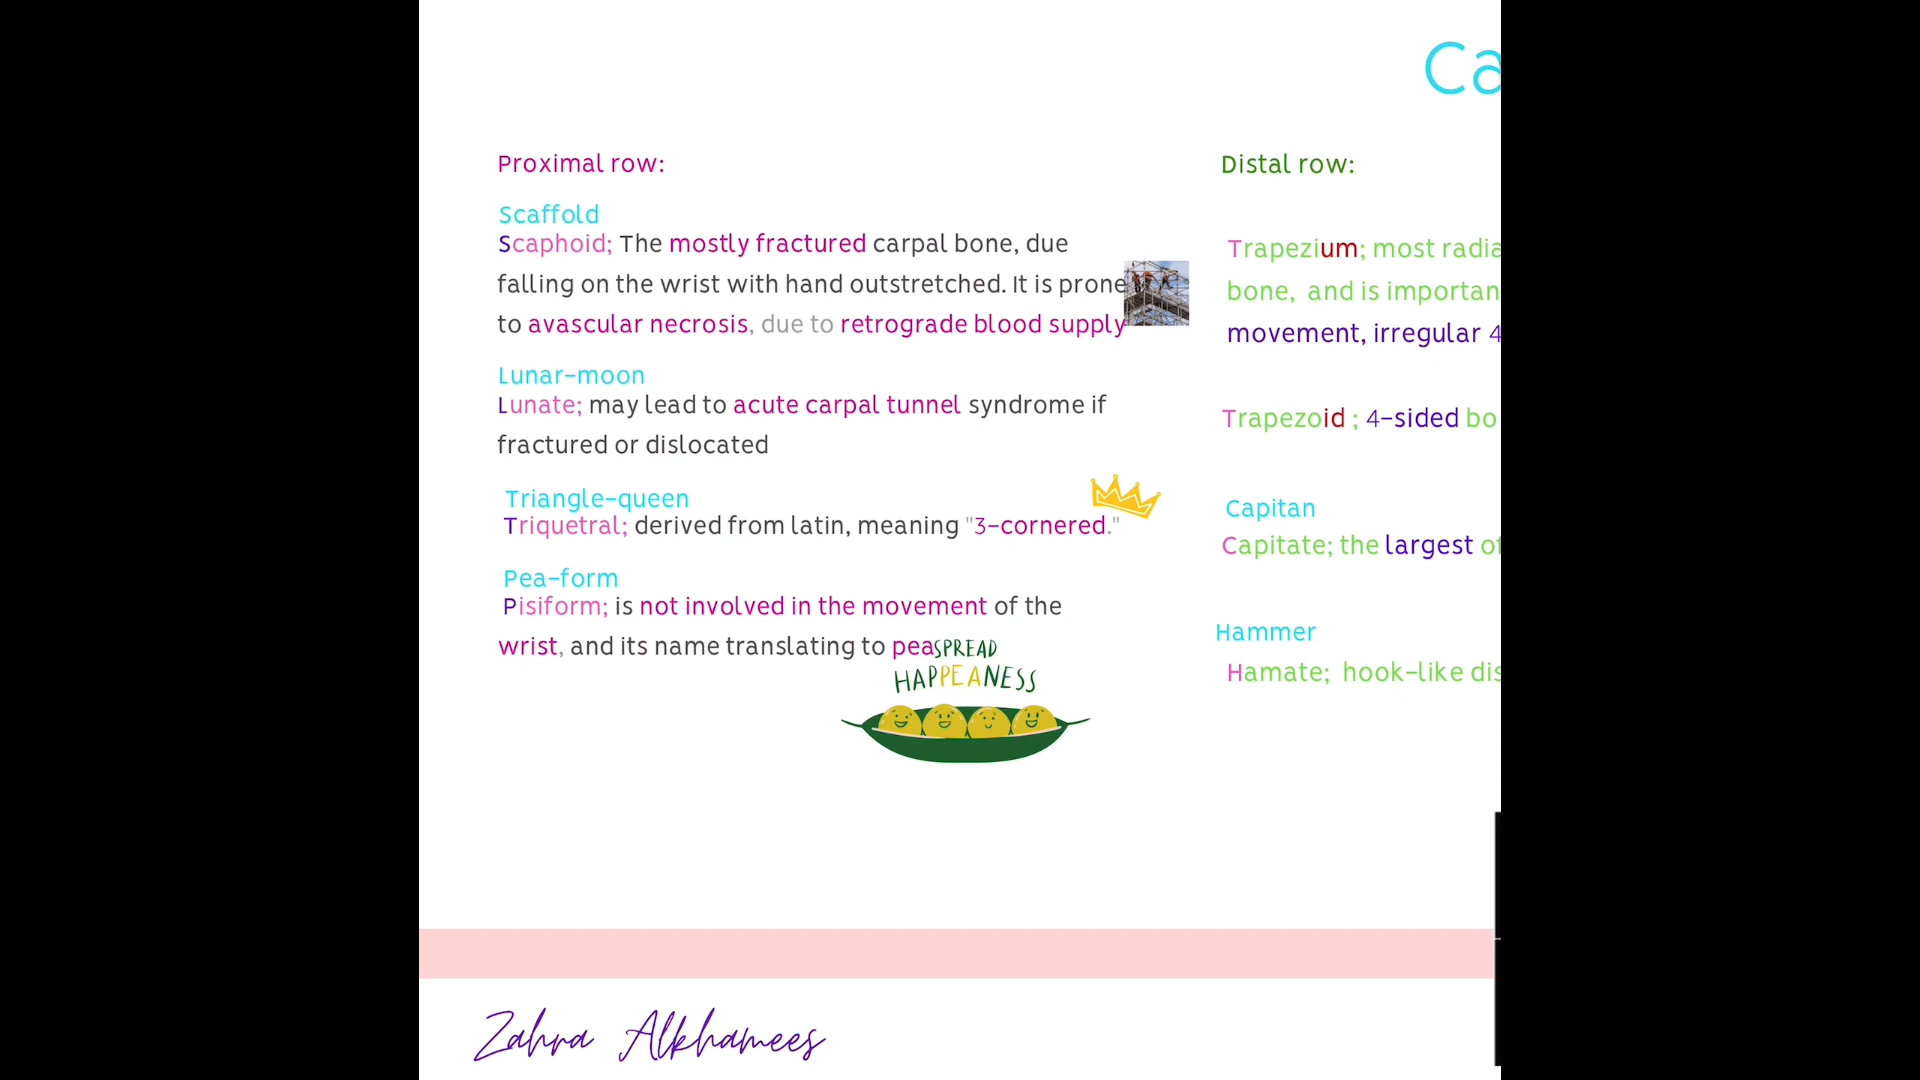 Ca
Proximal row:
Scaffold
Scaphoid; The mostly fractured carpal bone, due
falling on the wrist with hand outstretched. It is prone
to avascular necrosis, due to retrograde blood supply
Lunar-moon
Lunate; may lead to acute carpal tunnel syndrome if
fractured or dislocated
Triangle-queen
Triquetral; derived from latin, meaning "3-cornered."
Pea-form
Pisiform; is not involved in the movement of the
wrist, and its name translating to pea
SPREAD
HAPPEANESS
Distal row:
Trapezium; most radia
bone, and is importan
movement, irregular 4
Trapezoid ; 4-sided bo
Capitan
Capitate; the largest of
Hammer
Hamate; hook-like dis
Zahra Alkhamees